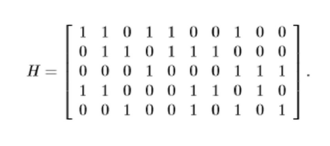 1 1 0 1 1 0 0 1 0 0
0 1 1 0 1 1 1 0 0 0
H = [ 0 0 0 1 0 0 0 1 1 1 ] .
1 1 0 0 0 1 1 0 1 0
0 0 1 0 0 1 0 1 0 1